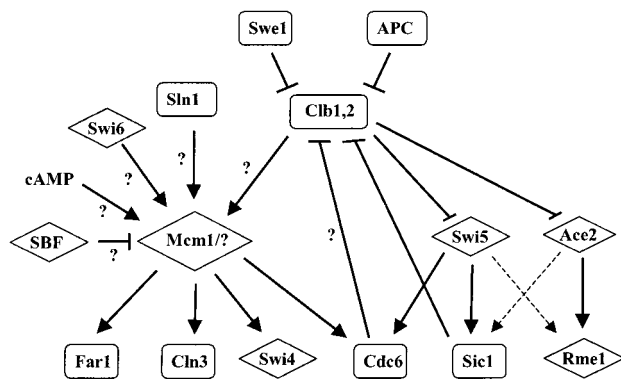 Swe1
APC
Sln1
Clb1,2
Swi6
?
?
?
cAMP
?
?
SBF
?
Mcm1/?
Swi5
Ace2
Far1
Cln3
Swi4
Cdc6
Sic1
Rme1